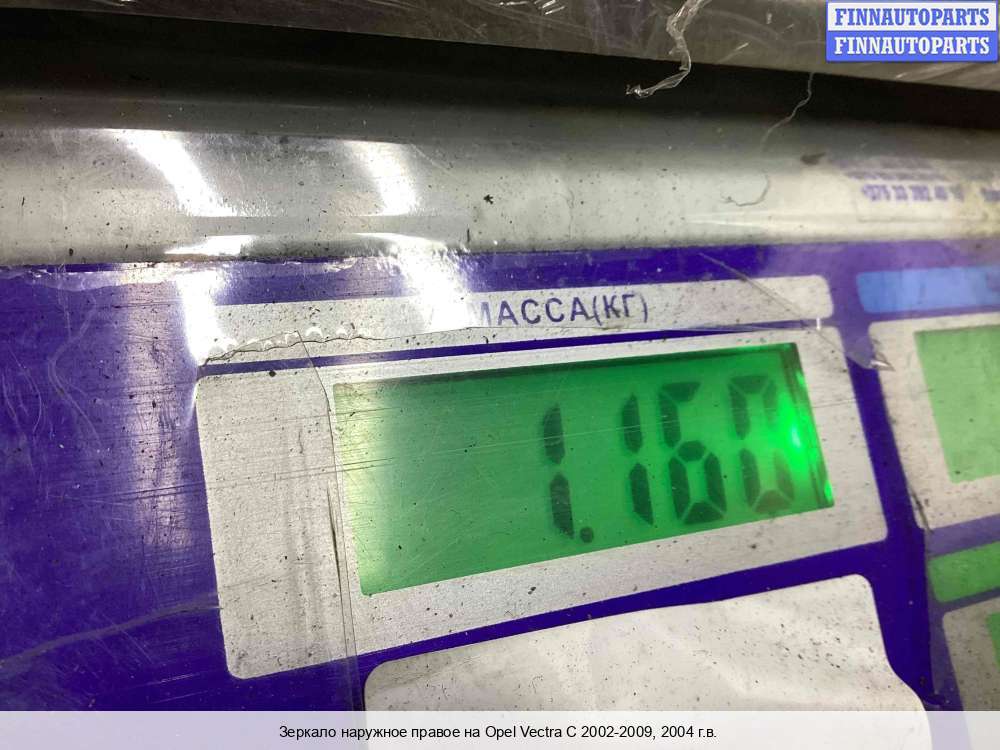 FINNAUTOPARTS
FINNAUTOPARTS
МАССА(КГ)
1.160
Зеркало наружное правое на Opel Vectra C 2002-2009, 2004 г.в.